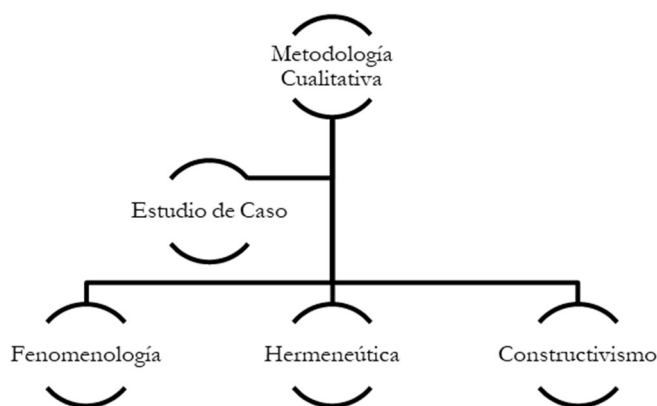 Metodología
Cualitativa
Estudio de Caso
Fenomenología
Hermeneútica
Constructivismo